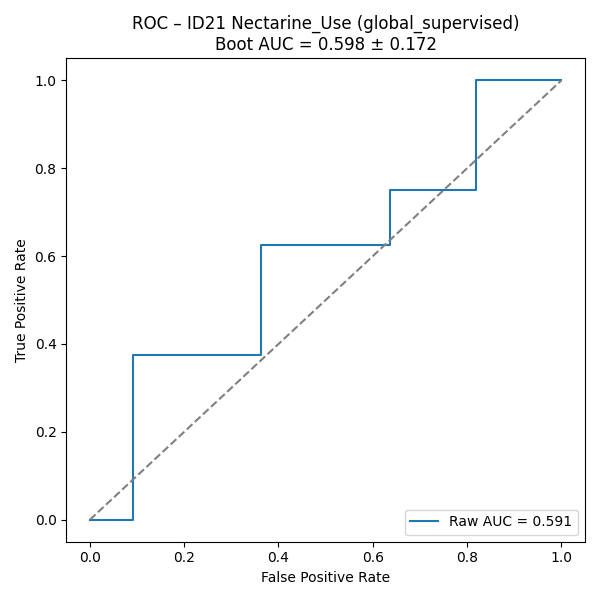 ROC – ID21 Nectarine_Use (global_supervised)
Boot AUC = 0.598 ± 0.172
True Positive Rate
1.0
0.8
0.6
0.4
0.2
0.0
Raw AUC = 0.591
0.0 0.2 0.4 0.6 0.8 1.0
False Positive Rate